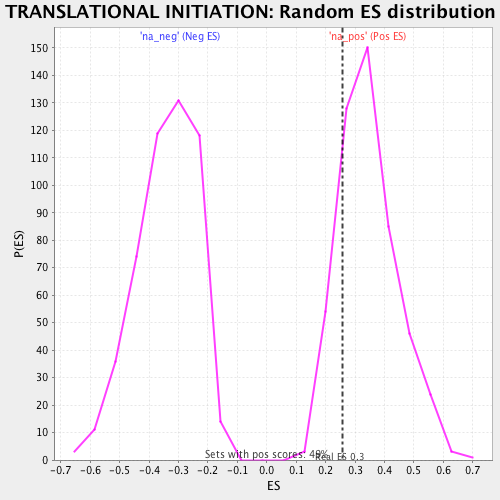 TRANSLATIONAL INITIATION: Random ES distribution
'na_neg' (Neg ES)
'na_pos' (Pos ES)
P(ES)
150
140
130
120
110
100
90
80
70
60
50
40
30
20
10
0
Sets with pos scores:
Real ES 0.3
-0.7 -0.6 -0.5 -0.4 -0.3 -0.2 -0.1 0.0 0.1 0.2 0.3 0.4 0.5 0.6 0.7
ES